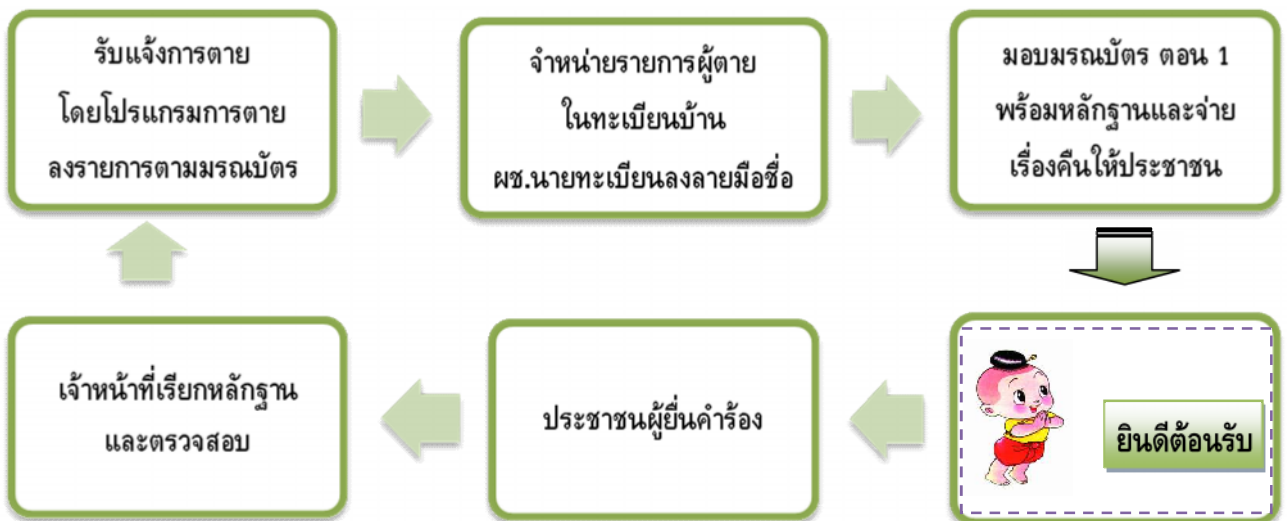 รับแจ้งการตาย
โดยโปรแกรมการตาย
ลงรายการตามมรณบัตร
จำหน่ายรายการผู้ตาย
ในทะเบียนบ้าน
ผช.นายทะเบียนลงลายมือชื่อ
มอบมรณบัตร ตอน 1
พร้อมหลักฐานและจ่าย
เรื่องคืนให้ประชาชน
เจ้าหน้าที่เรียกหลักฐาน
และตรวจสอบ
ประชาชนผู้ยื่นคำร้อง
ยินดีต้อนรับ